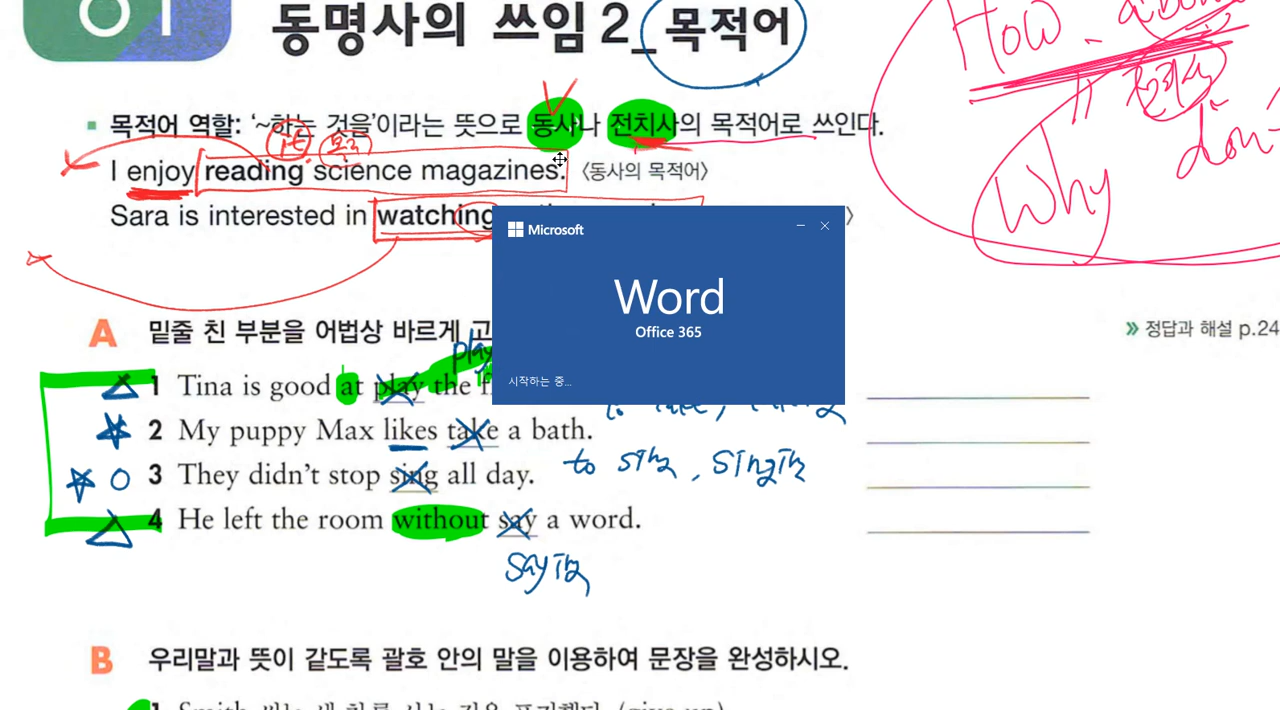 동명사의 쓰임 2_목적어
How
Why
목적어 역할: '~하는 것을'이라는 뜻으로 동사나 전치사의 목적어로 쓰인다.
it
I enjoy reading science magazines. 〈동사의 목적어〉
Sara is interested in watching
Microsoft
Word
Office 365
시작하는 중...
A 밑줄 친 부분을 어법상 바르게 고
» 정답과 해설 p.24
play
1 Tina is good at play the f
2 My puppy Max likes take a bath.
3 They didn't stop sing all day.
to sing, singing
4 He left the room without say a word.
saying
B 우리말과 뜻이 같도록 괄호 안의 말을 이용하여 문장을 완성하시오.